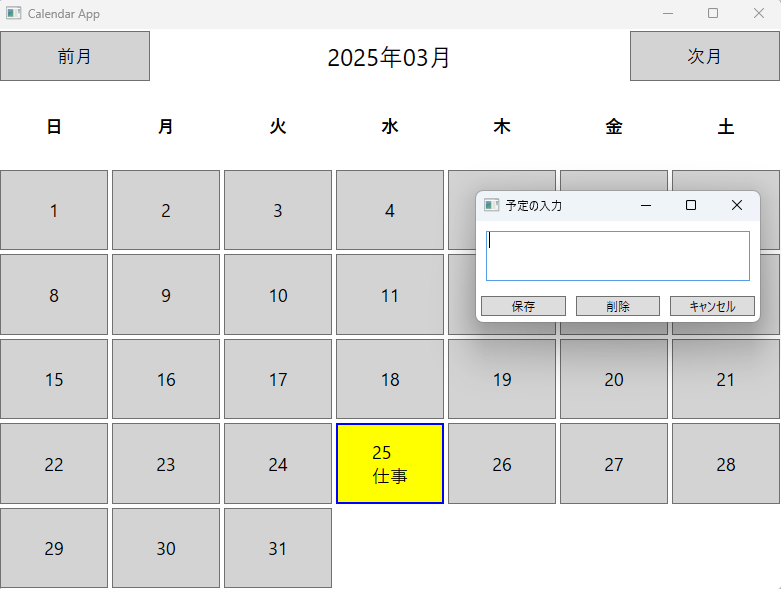 Calendar App
前月 2025年03月 次月
日 月 火 水 木 金 土
1 2 3 4
予定の入力
保存 削除 キャンセル
8 9 10 11
15 16 17 18 19 20 21
22 23 24 25 26 27 28
仕事
29 30 31